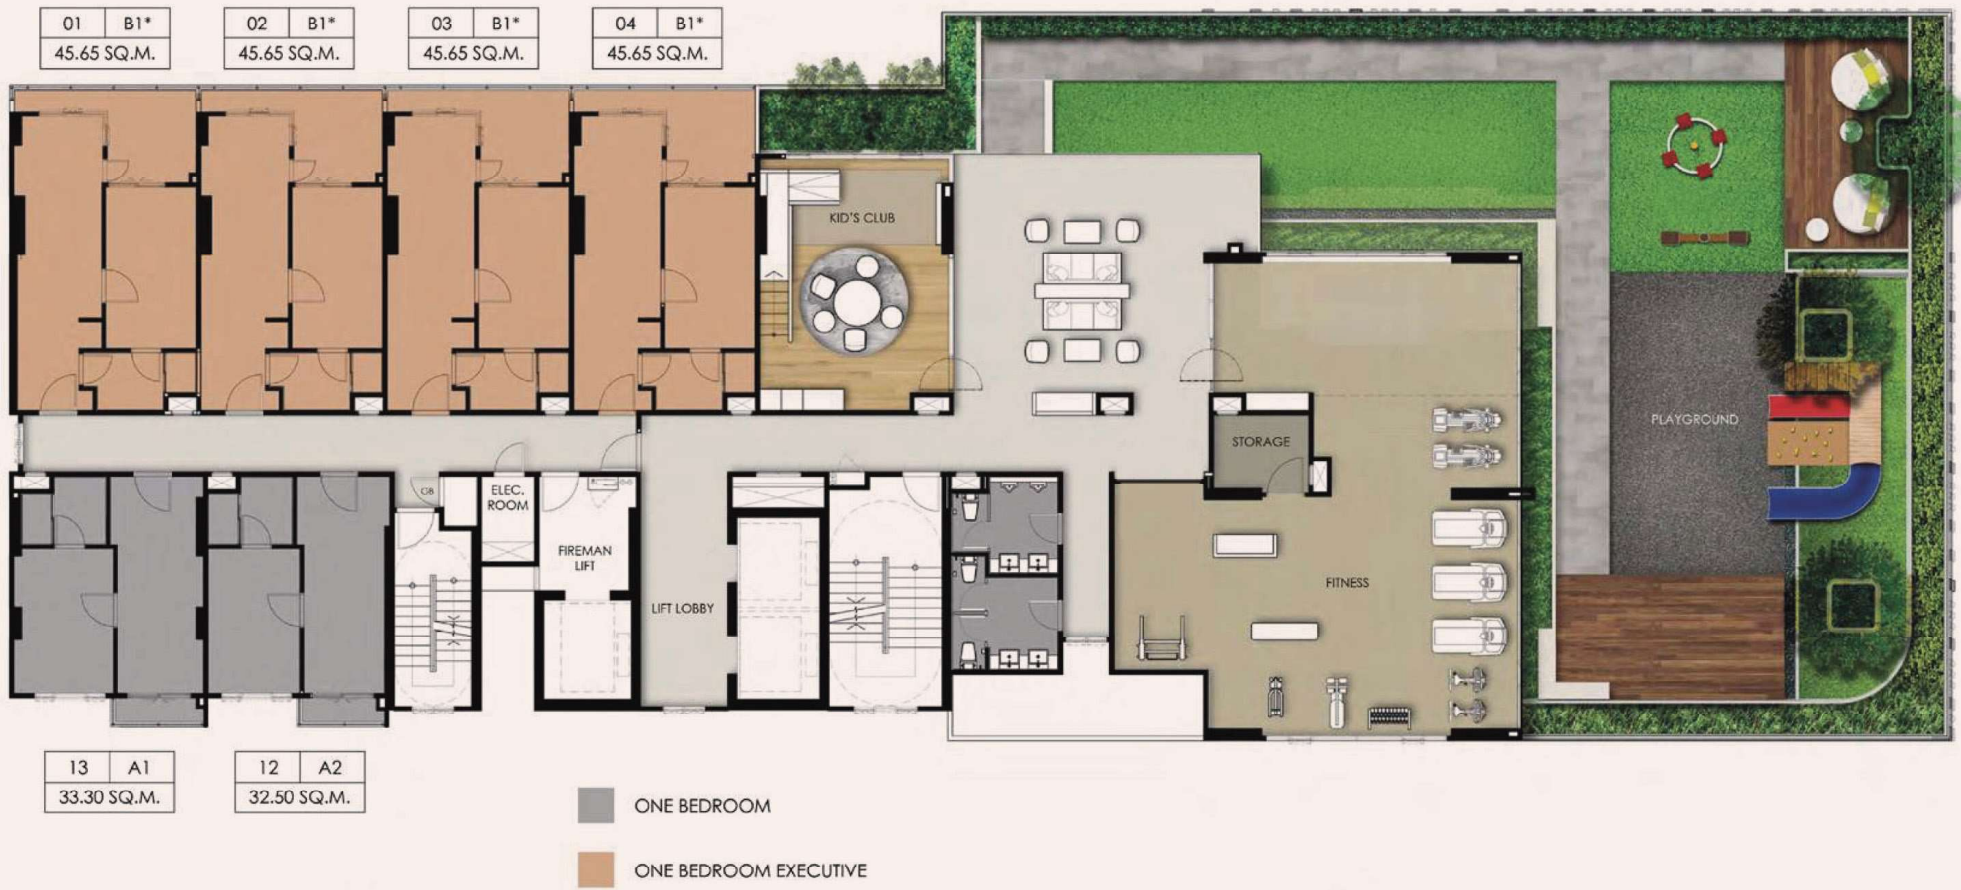 01 B1*
45.65 SQ.M.
02 B1*
45.65 SQ.M.
03 B1*
45.65 SQ.M.
04 B1*
45.65 SQ.M.
KID'S CLUB
STORAGE
PLAYGROUND
GB
ELEC.
ROOM
FIREMAN
LIFT
LIFT LOBBY
FITNESS
13 A1
33.30 SQ.M.
12 A2
32.50 SQ.M.
ONE BEDROOM
ONE BEDROOM EXECUTIVE